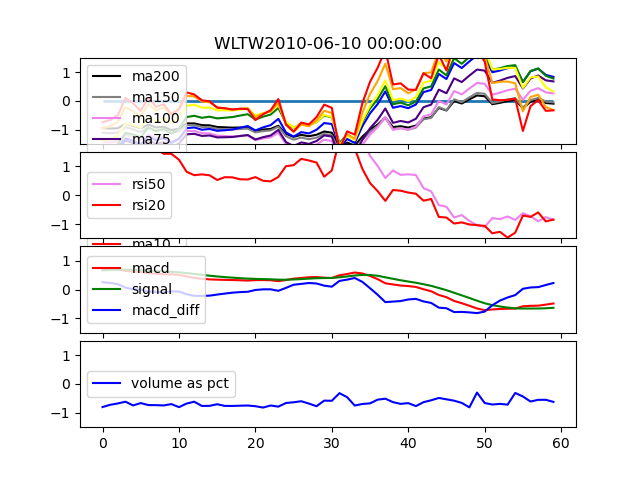 WLTW2010-06-10 00:00:00
1
0
−1
ma200
ma150
ma100
ma75
1
0
−1
rsi50
rsi20
ma10
1
0
−1
macd
signal
macd_diff
1
0
−1
volume as pct
0 10 20 30 40 50 60